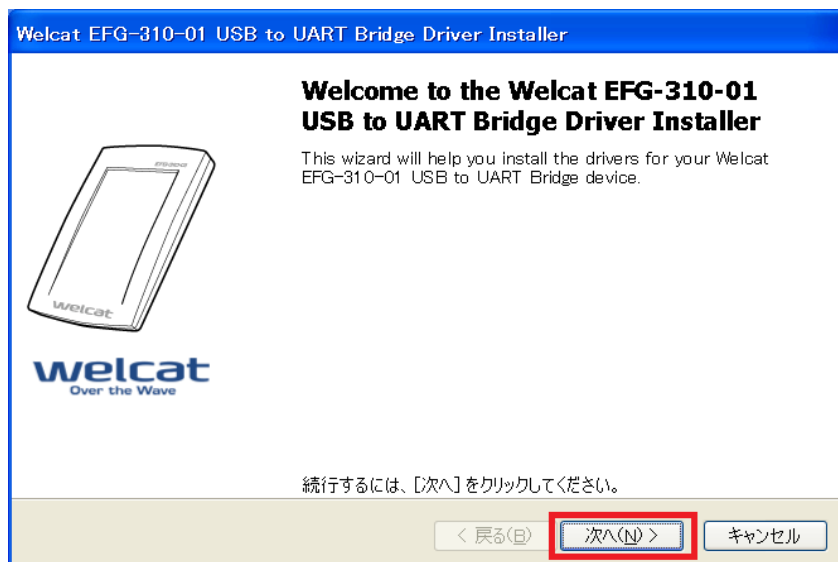 Welcat EFG-310-01 USB to UART Bridge Driver Installer
Welcome to the Welcat EFG-310-01
USB to UART Bridge Driver Installer
This wizard will help you install the drivers for your Welcat
EFG-310-01 USB to UART Bridge device.
welcat
welcat
Over the Wave
続行するには、[次へ] をクリックしてください。
< 戻る(B)
次へ(N) >
キャンセル